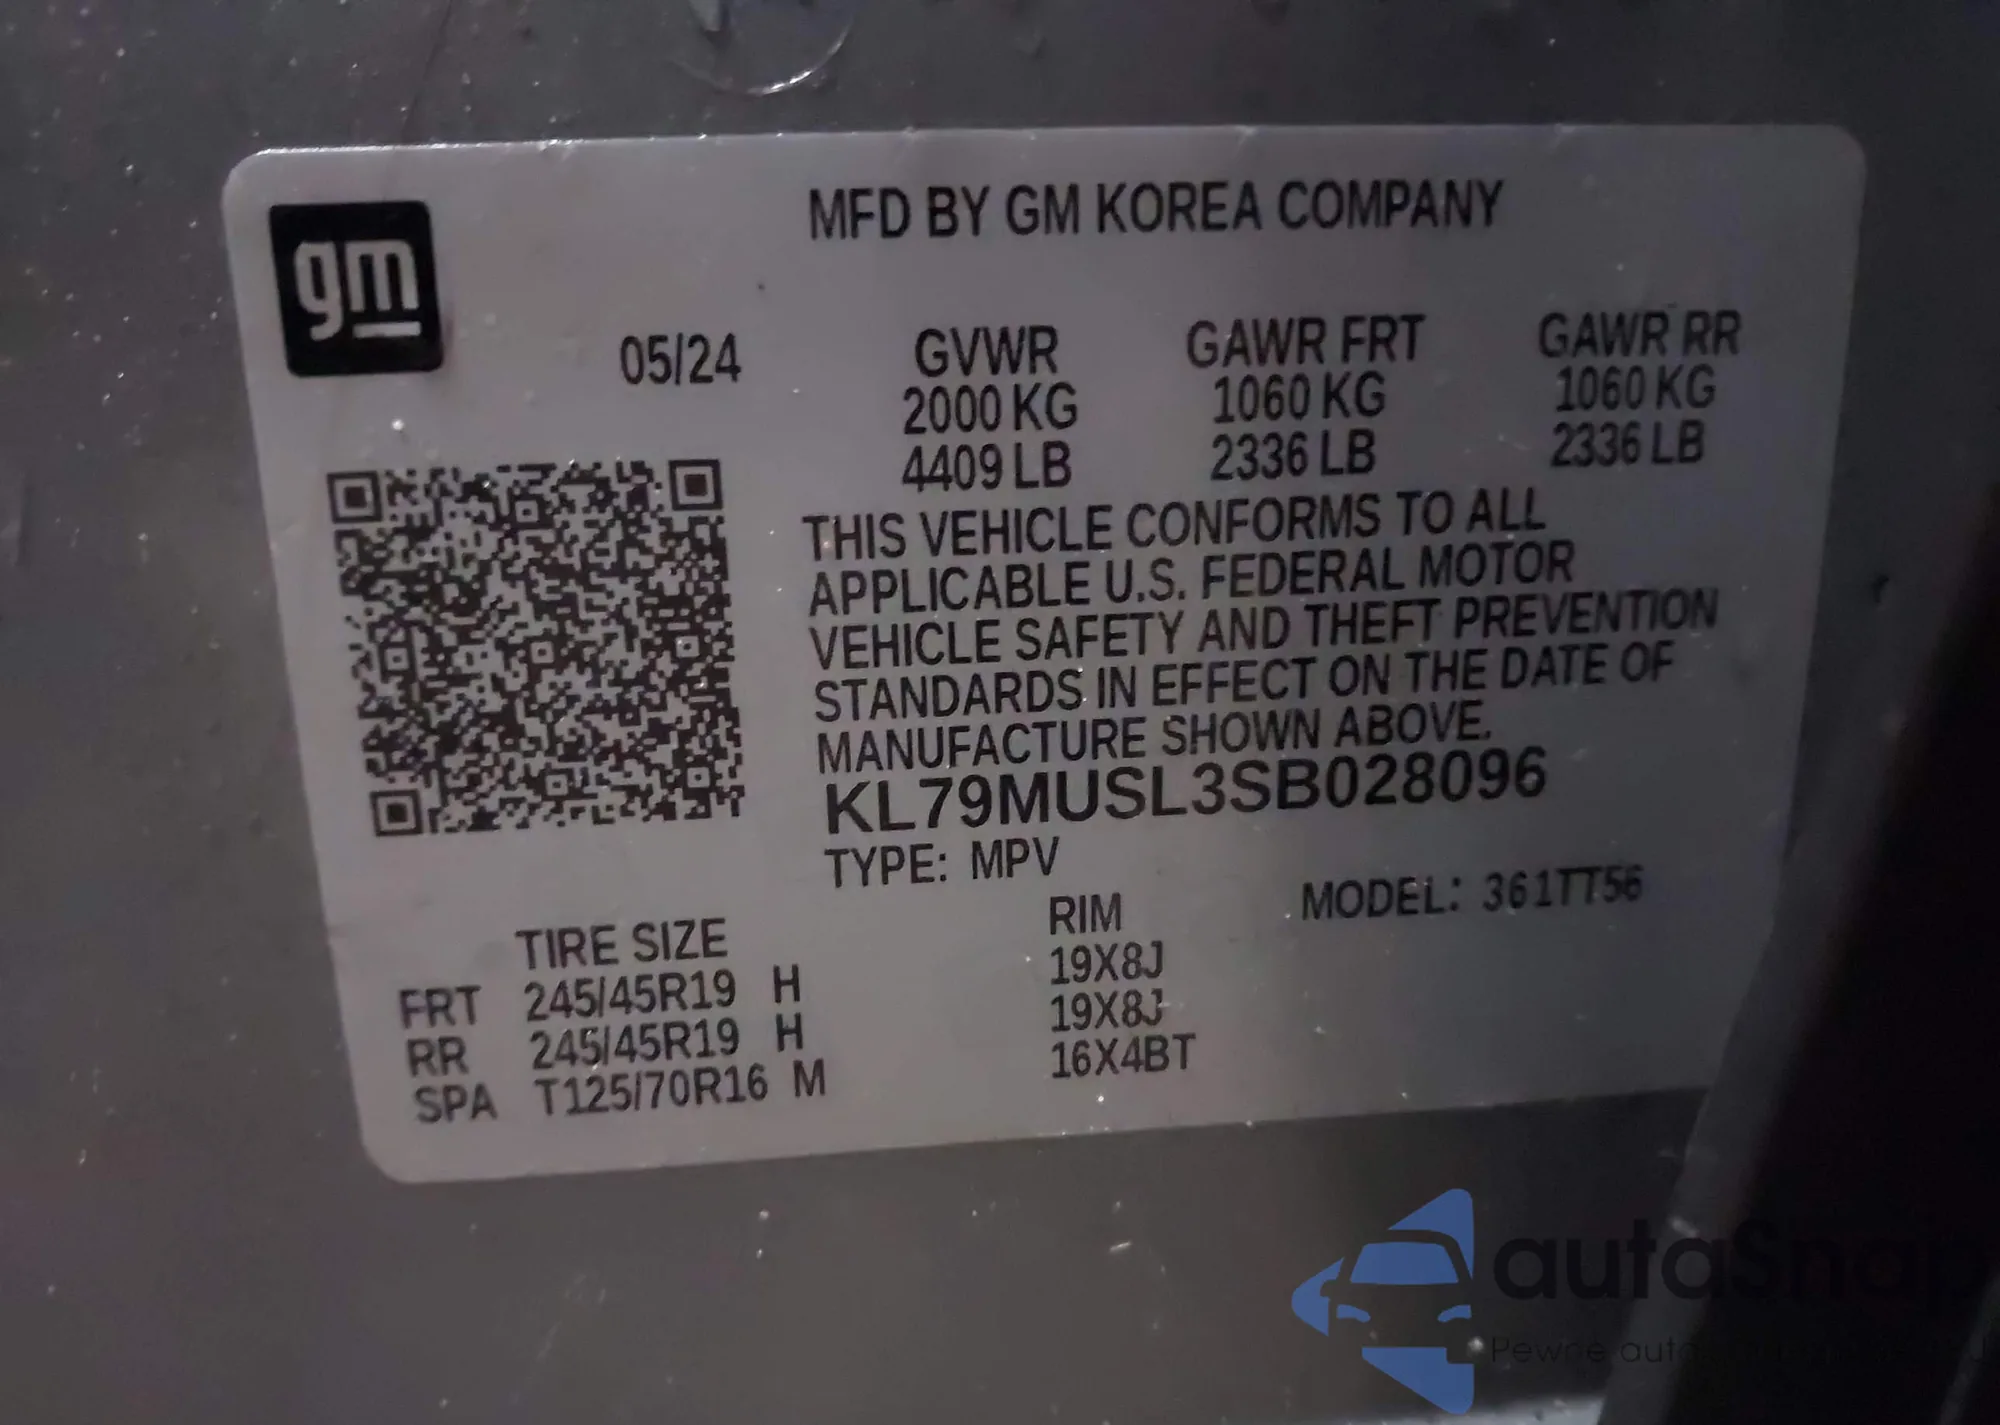 gm
MFD BY GM KOREA COMPANY
05/24 GVWR GAWR FRT GAWR RR
2000 KG 1060 KG 1060 KG
4409 LB 2336 LB 2336 LB
THIS VEHICLE CONFORMS TO ALL
APPLICABLE U.S. FEDERAL MOTOR
VEHICLE SAFETY AND THEFT PREVENTION
STANDARDS IN EFFECT ON THE DATE OF
MANUFACTURE SHOWN ABOVE.
KL79MUSL3SB028096
TYPE: MPV MODEL: 361TT56
TIRE SIZE RIM
FRT 245/45R19 H 19X8J
RR 245/45R19 H 19X8J
SPA T125/70R16 M 16X4BT
autaSnap
Pewne